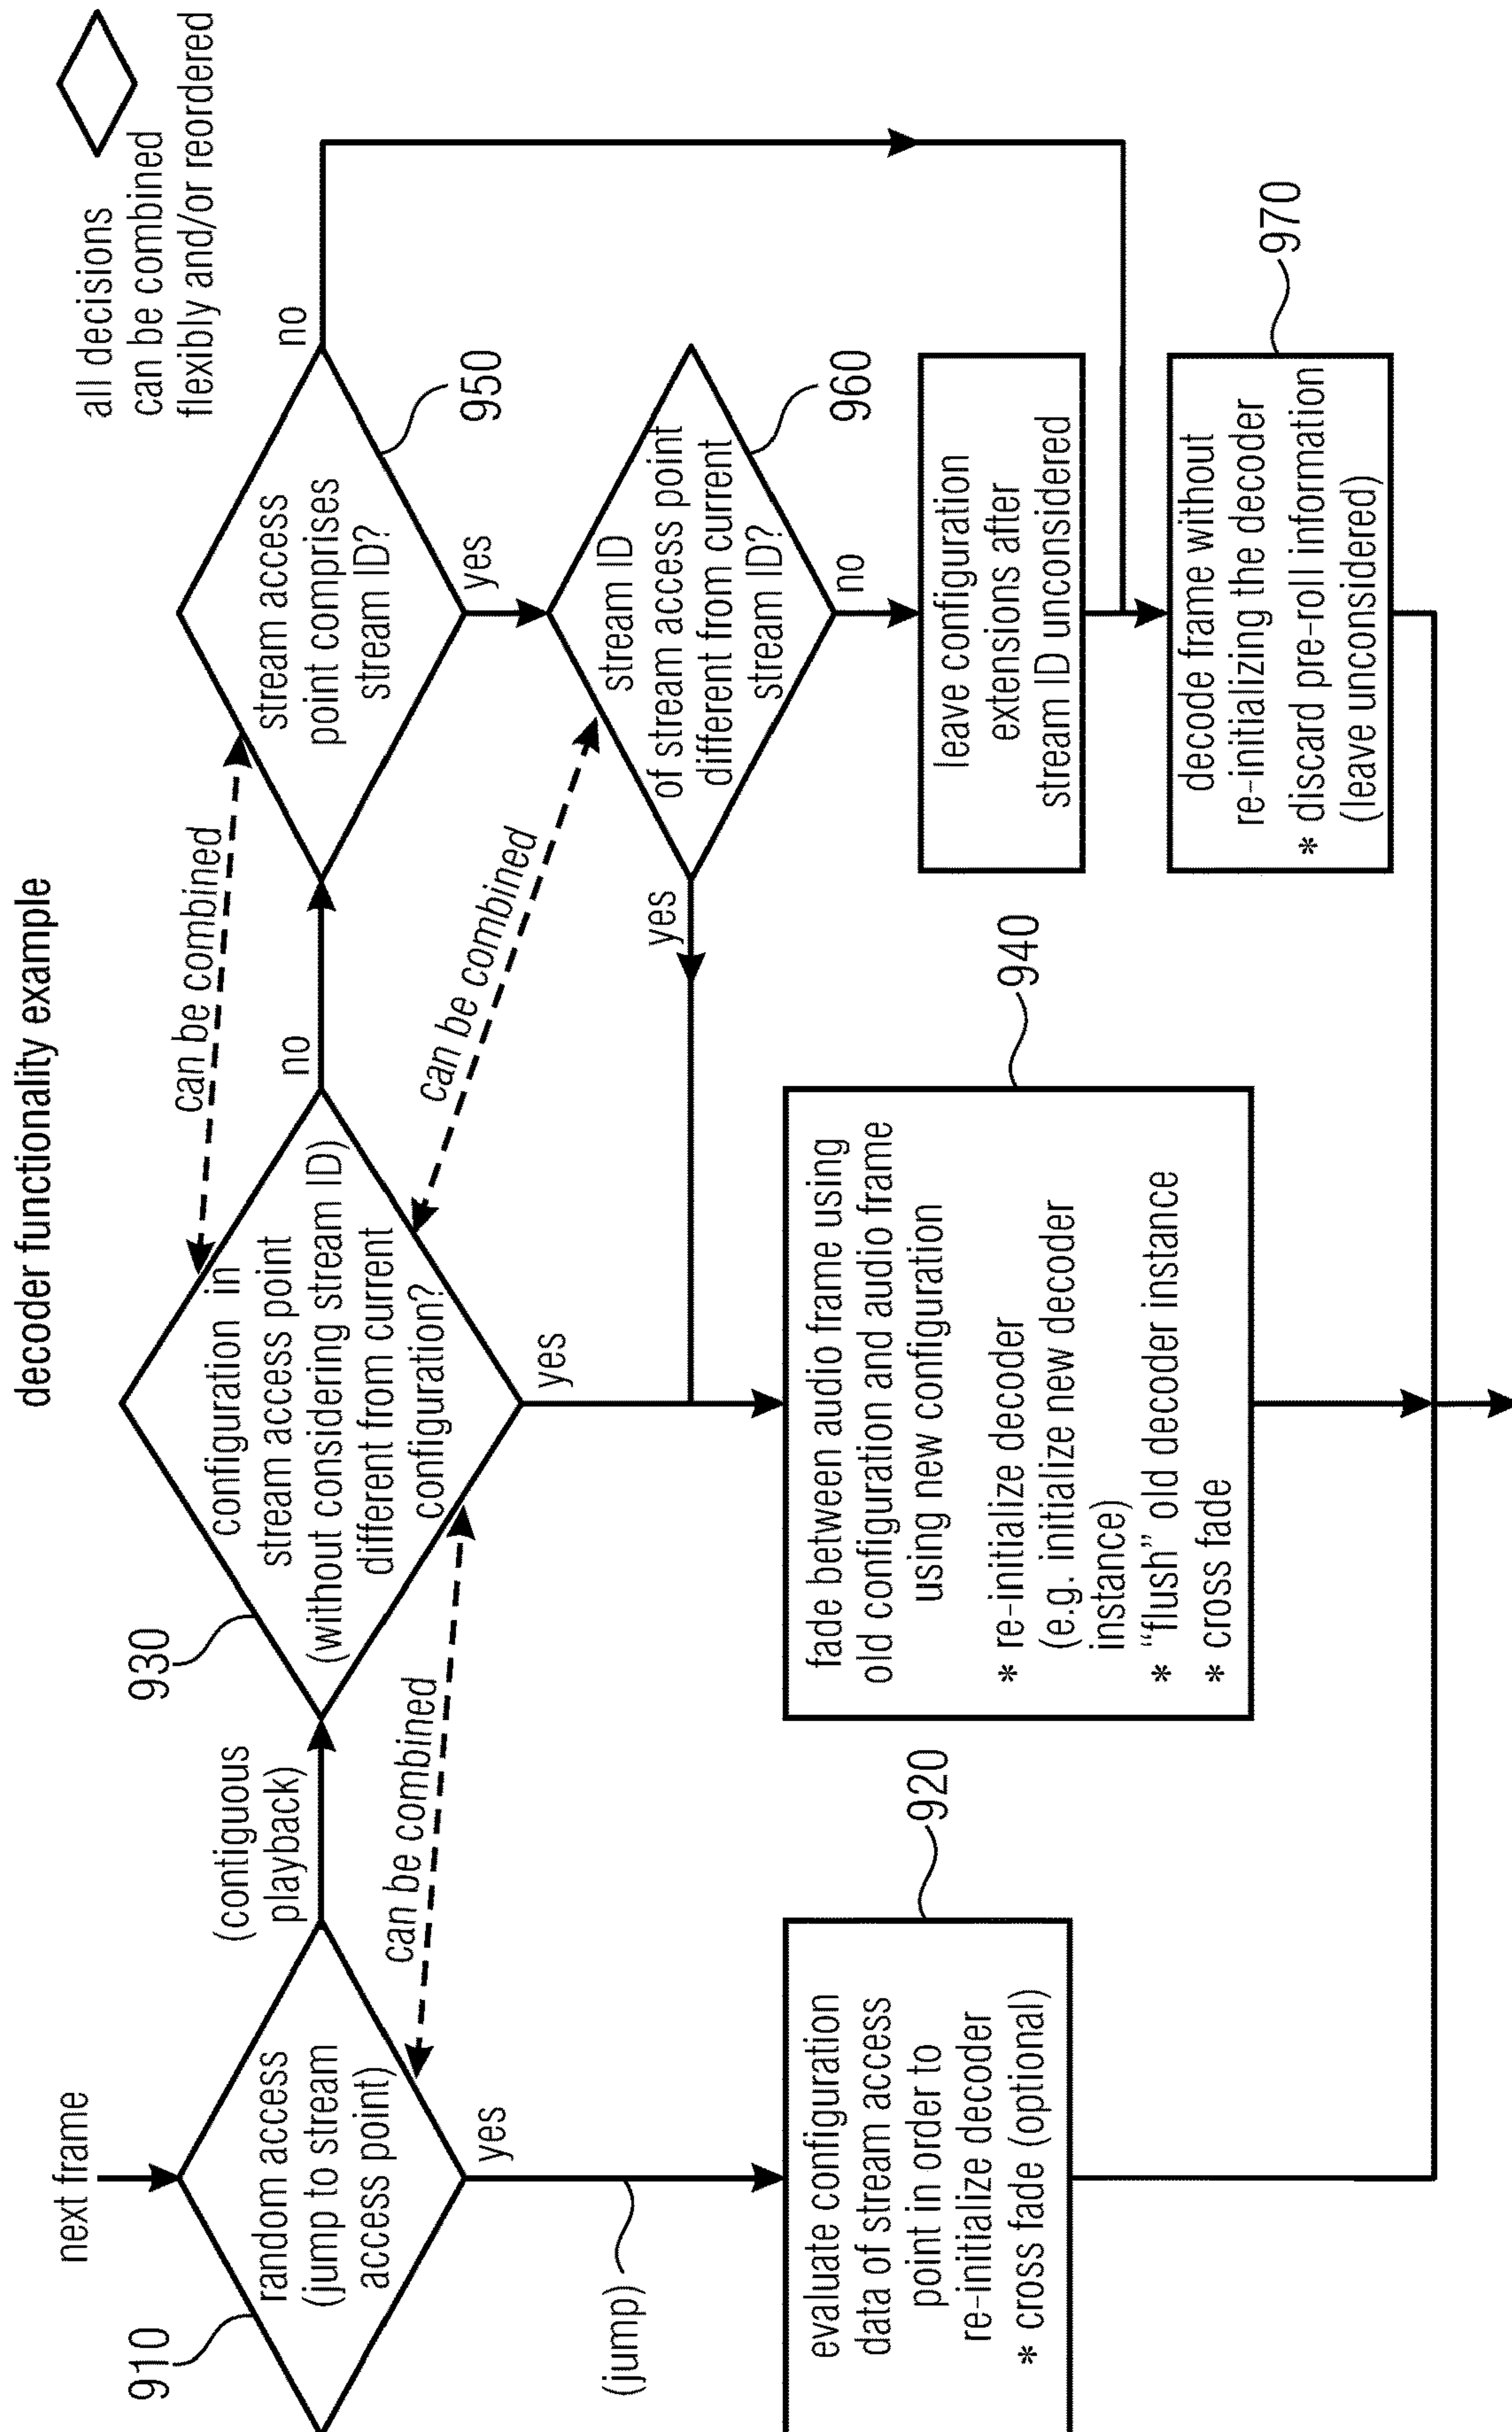 decoder functionality example
all decisions
can be combined
flexibly and/or reordered
next frame
910
random access
(jump to stream
access point)
yes
(jump)
(contiguous
playback)
can be combined
930
configuration in
stream access point
(without considering stream ID)
different from current
configuration?
yes
no
can be combined
can be combined
stream access
point comprises
stream ID?
950
no
yes
stream ID
of stream access point
different from current
stream ID?
960
yes
no
evaluate configuration
data of stream access
point in order to
re-initialize decoder
* cross fade (optional)
920
fade between audio frame using
old configuration and audio frame
using new configuration
* re-initialize decoder
(e.g. initialize new decoder
instance)
* "flush" old decoder instance
* cross fade
940
leave configuration
extensions after
stream ID unconsidered
decode frame without
re-initializing the decoder
* discard pre-roll information
(leave unconsidered)
970